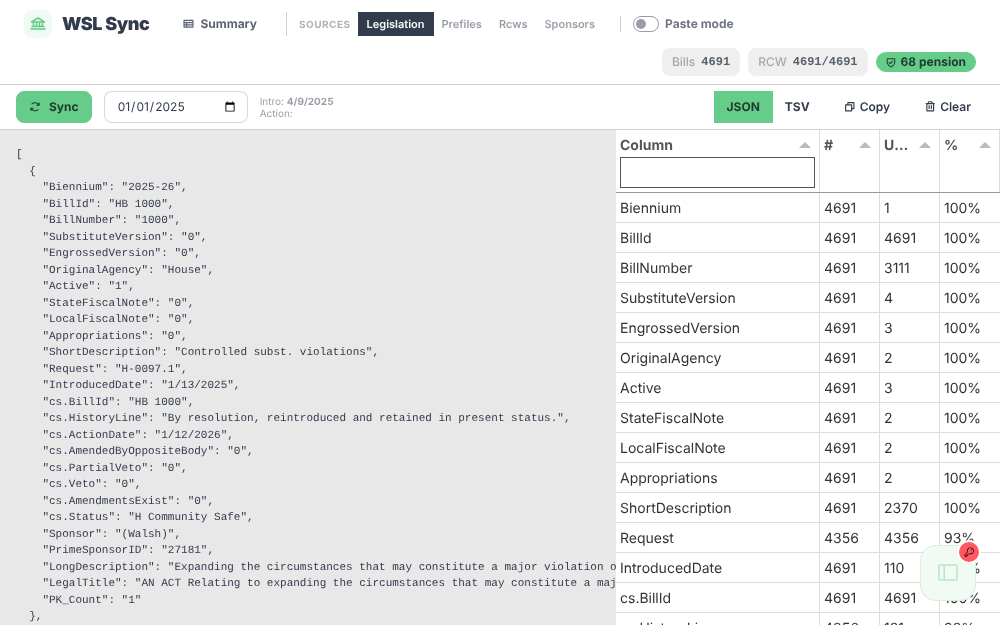 WSL Sync
Summary
SOURCES
Legislation
Prefiles
Rcws
Sponsors
Paste mode
Bills 4691
RCW 4691/4691
68 pension
Sync
01/01/2025
Intro: 4/9/2025
Action:
JSON
TSV
Copy
Clear
[
{
"Biennium": "2025-26",
"BillId": "HB 1000",
"BillNumber": "1000",
"SubstituteVersion": "0",
"EngrossedVersion": "0",
"OriginalAgency": "House",
"Active": "1",
"StateFiscalNote": "0",
"LocalFiscalNote": "0",
"Appropriations": "0",
"ShortDescription": "Controlled subst. violations",
"Request": "H-0097.1",
"IntroducedDate": "1/13/2025",
"cs.BillId": "HB 1000",
"cs.HistoryLine": "By resolution, reintroduced and retained in present status.",
"cs.ActionDate": "1/12/2026",
"cs.AmendedByOppositeBody": "0",
"cs.PartialVeto": "0",
"cs.Veto": "0",
"cs.AmendmentsExist": "0",
"cs.Status": "H Community Safe",
"Sponsor": "(Walsh)",
"PrimeSponsorID": "27181",
"LongDescription": "Expanding the circumstances that may constitute a major violation o
"LegalTitle": "AN ACT Relating to expanding the circumstances that may constitute a maj
"PK_Count": "1"
},
Column # U... %
Biennium 4691 1 100%
BillId 4691 4691 100%
BillNumber 4691 3111 100%
SubstituteVersion 4691 4 100%
EngrossedVersion 4691 3 100%
OriginalAgency 4691 2 100%
Active 4691 3 100%
StateFiscalNote 4691 2 100%
LocalFiscalNote 4691 2 100%
Appropriations 4691 2 100%
ShortDescription 4691 2370 100%
Request 4356 4356 93%
IntroducedDate 4691 110
cs.BillId 4691 4691